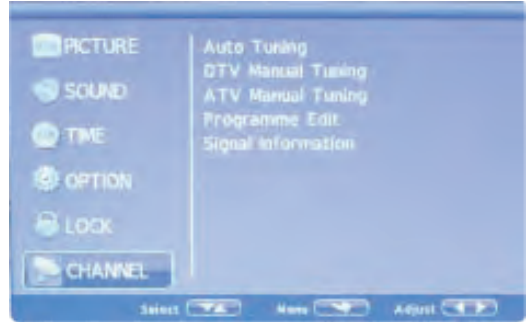 PICTURE
SOUND
TIME
OPTION
LOCK
CHANNEL
Auto Tuning
DTV Manual Tuning
ATV Manual Tuning
Programme Edit
Signal Information
Select Menu Adjust